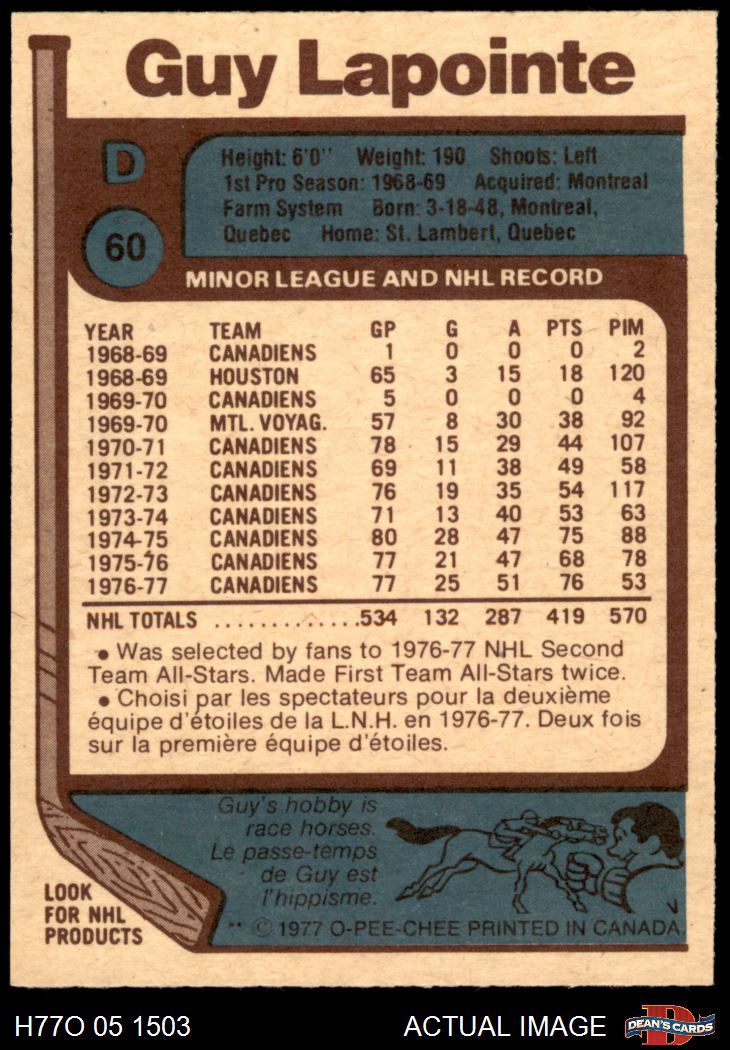 Guy Lapointe
D
60
Height: 6'0" Weight: 190 Shoots: Left
1st Pro Season: 1968-69 Acquired: Montreal
Farm System Born: 3-18-48, Montreal,
Quebec Home: St. Lambert, Quebec
MINOR LEAGUE AND NHL RECORD
YEAR TEAM GP G A PTS PIM
1968-69 CANADIENS 1 0 0 0 2
1968-69 HOUSTON 65 3 15 18 120
1969-70 CANADIENS 5 0 0 0 4
1969-70 MTL. VOYAG. 57 8 30 38 92
1970-71 CANADIENS 78 15 29 44 107
1971-72 CANADIENS 69 11 38 49 58
1972-73 CANADIENS 76 19 35 54 117
1973-74 CANADIENS 71 13 40 53 63
1974-75 CANADIENS 80 28 47 75 88
1975-76 CANADIENS 77 21 47 68 78
1976-77 CANADIENS 77 25 51 76 53
NHL TOTALS ..............534 132 287 419 570
• Was selected by fans to 1976-77 NHL Second
Team All-Stars. Made First Team All-Stars twice.
• Choisi par les spectateurs pour la deuxième
équipe d'étoiles de la L.N.H. en 1976-77. Deux fois
sur la première équipe d'étoiles.
Guy's hobby is
race horses.
Le passe-temps
de Guy est
l'hippisme.
LOOK
FOR NHL
PRODUCTS
** © 1977 O-PEE-CHEE PRINTED IN CANADA.
H77O 05 1503 ACTUAL IMAGE
D
DEAN'S CARDS